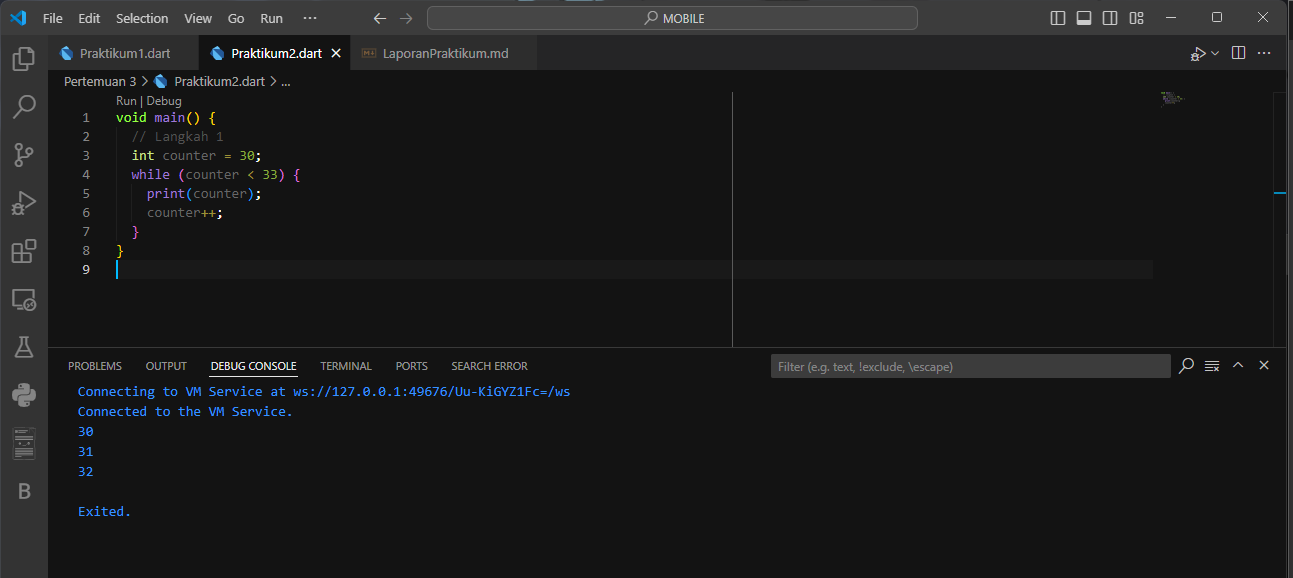 File Edit Selection View Go Run ··· MOBILE
Praktikum1.dart Praktikum2.dart LaporanPraktikum.md
Pertemuan 3 > Praktikum2.dart > ...
Run | Debug
1 void main() {
2 // Langkah 1
3 int counter = 30;
4 while (counter < 33) {
5 print(counter);
6 counter++;
7 }
8 }
9
PROBLEMS OUTPUT DEBUG CONSOLE TERMINAL PORTS SEARCH ERROR Filter (e.g. text, !exclude, \escape)
Connecting to VM Service at ws://127.0.0.1:49676/Uu-KiGYZ1Fc=/ws
Connected to the VM Service.
30
31
32
Exited.
B